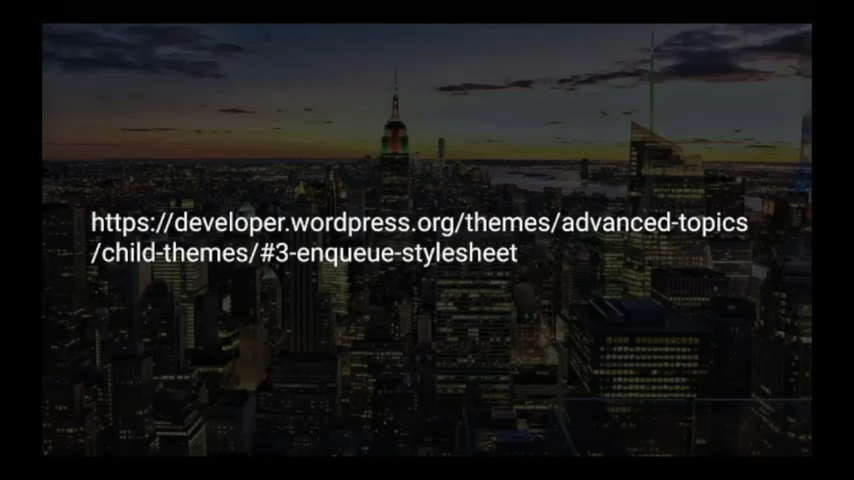 https://developer.wordpress.org/themes/advanced-topics
/child-themes/#3-enqueue-stylesheet